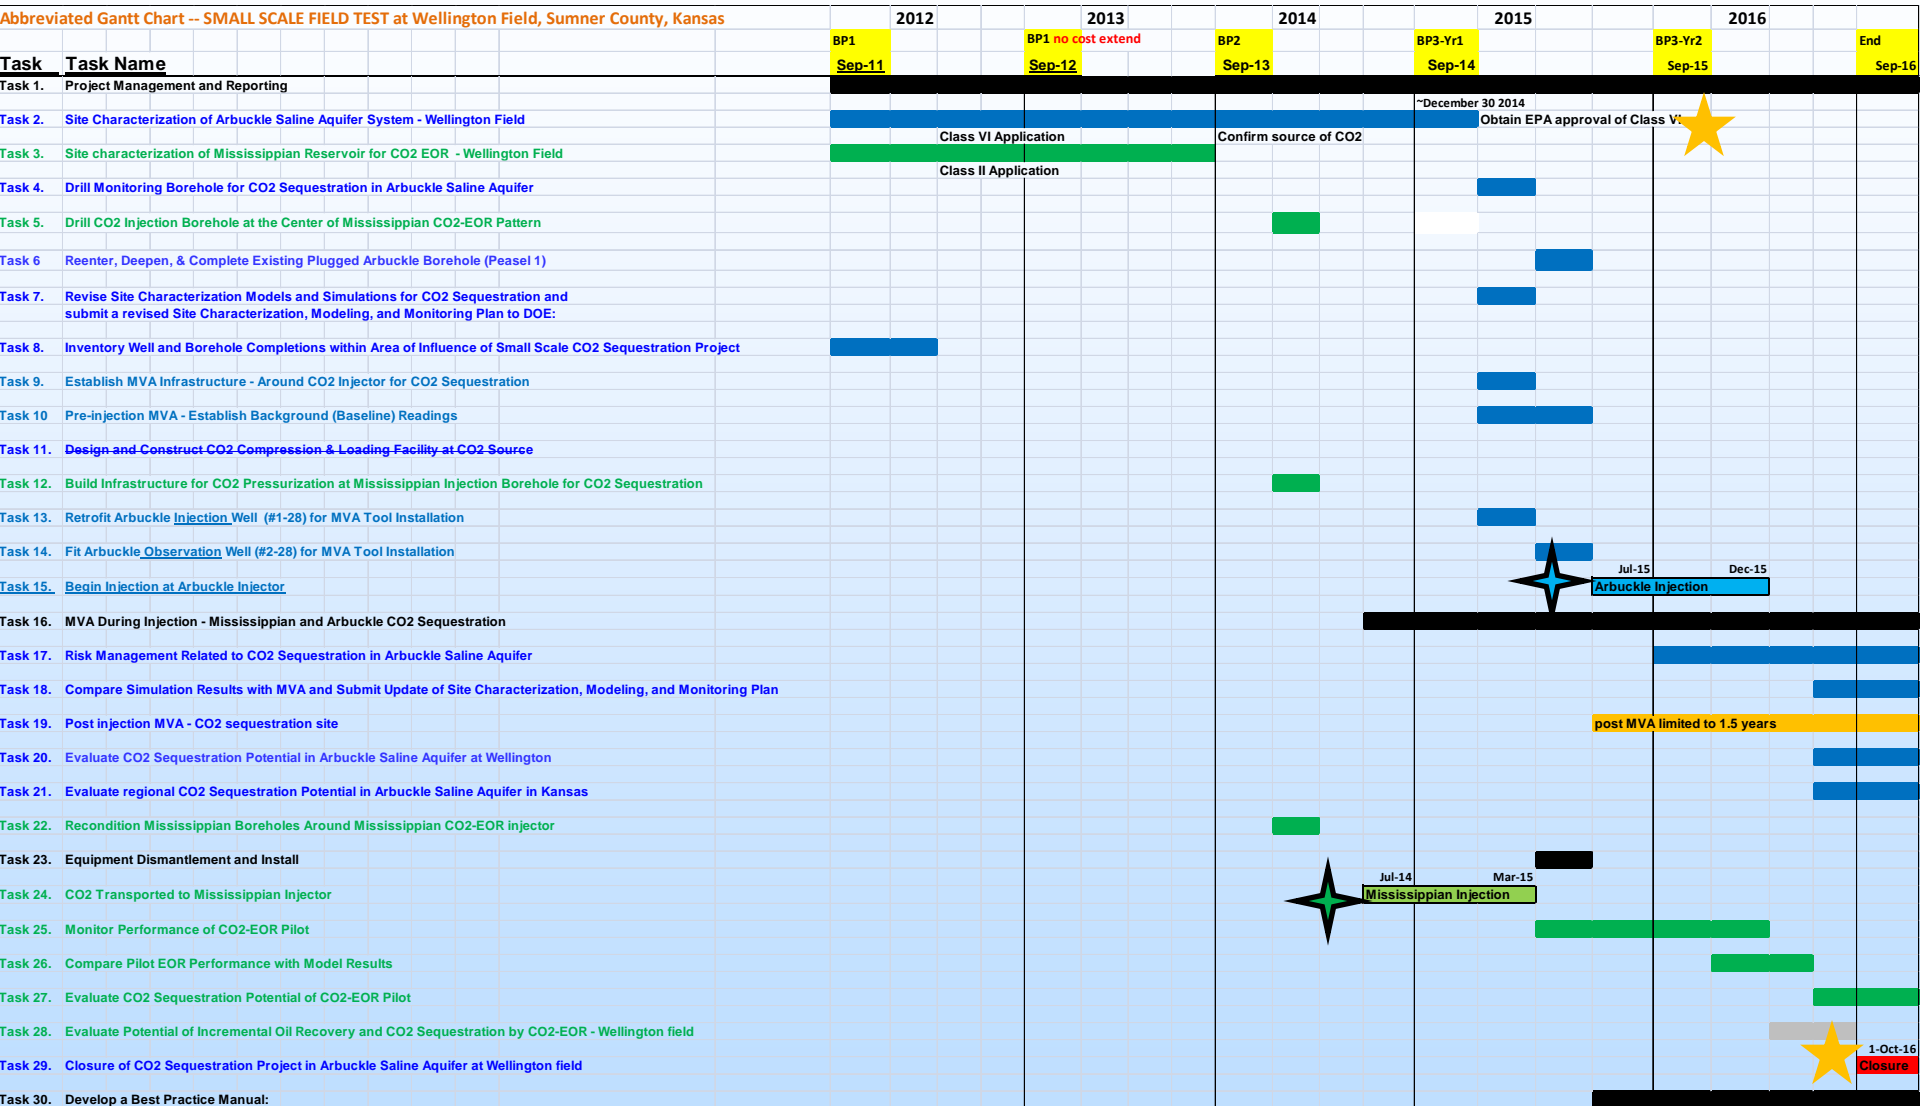 Abbreviated Gantt Chart -- SMALL SCALE FIELD TEST at Wellington Field, Sumner County, Kansas 2012 2013 2014 2015 2016
BP1 BP1 no cost extend BP2 BP3-Yr1 BP3-Yr2 End
Task Task Name Sep-11 Sep-12 Sep-13 Sep-14 Sep-15 Sep-16
Task 1. Project Management and Reporting
~December 30 2014
Task 2. Site Characterization of Arbuckle Saline Aquifer System - Wellington Field Obtain EPA approval of Class
Class VI Application Confirm source of CO2
Task 3. Site characterization of Mississippian Reservoir for CO2 EOR - Wellington Field
Class II Application
Task 4. Drill Monitoring Borehole for CO2 Sequestration in Arbuckle Saline Aquifer
Task 5. Drill CO2 Injection Borehole at the Center of Mississippian CO2-EOR Pattern
Task 6 Reenter, Deepen, & Complete Existing Plugged Arbuckle Borehole (Peasel 1)
Task 7. Revise Site Characterization Models and Simulations for CO2 Sequestration and
submit a revised Site Characterization, Modeling, and Monitoring Plan to DOE:
Task 8. Inventory Well and Borehole Completions within Area of Influence of Small Scale CO2 Sequestration Project
Task 9. Establish MVA Infrastructure - Around CO2 Injector for CO2 Sequestration
Task 10 Pre-injection MVA - Establish Background (Baseline) Readings
Task 11. Design and Construct CO2 Compression & Loading Facility at CO2 Source
Task 12. Build Infrastructure for CO2 Pressurization at Mississippian Injection Borehole for CO2 Sequestration
Task 13. Retrofit Arbuckle Injection Well (#1-28) for MVA Tool Installation
Task 14. Fit Arbuckle Observation Well (#2-28) for MVA Tool Installation
Jul-15 Dec-15
Task 15. Begin Injection at Arbuckle Injector Arbuckle Injection
Task 16. MVA During Injection - Mississippian and Arbuckle CO2 Sequestration
Task 17. Risk Management Related to CO2 Sequestration in Arbuckle Saline Aquifer
Task 18. Compare Simulation Results with MVA and Submit Update of Site Characterization, Modeling, and Monitoring Plan
Task 19. Post injection MVA - CO2 sequestration site post MVA limited to 1.5 years
Task 20. Evaluate CO2 Sequestration Potential in Arbuckle Saline Aquifer at Wellington
Task 21. Evaluate regional CO2 Sequestration Potential in Arbuckle Saline Aquifer in Kansas
Task 22. Recondition Mississippian Boreholes Around Mississippian CO2-EOR injector
Task 23. Equipment Dismantlement and Install
Jul-14 Mar-15
Task 24. CO2 Transported to Mississippian Injector Mississippian Injection
Task 25. Monitor Performance of CO2-EOR Pilot
Task 26. Compare Pilot EOR Performance with Model Results
Task 27. Evaluate CO2 Sequestration Potential of CO2-EOR Pilot
Task 28. Evaluate Potential of Incremental Oil Recovery and CO2 Sequestration by CO2-EOR - Wellington field
1-Oct-16
Task 29. Closure of CO2 Sequestration Project in Arbuckle Saline Aquifer at Wellington field Closure
Task 30. Develop a Best Practice Manual: